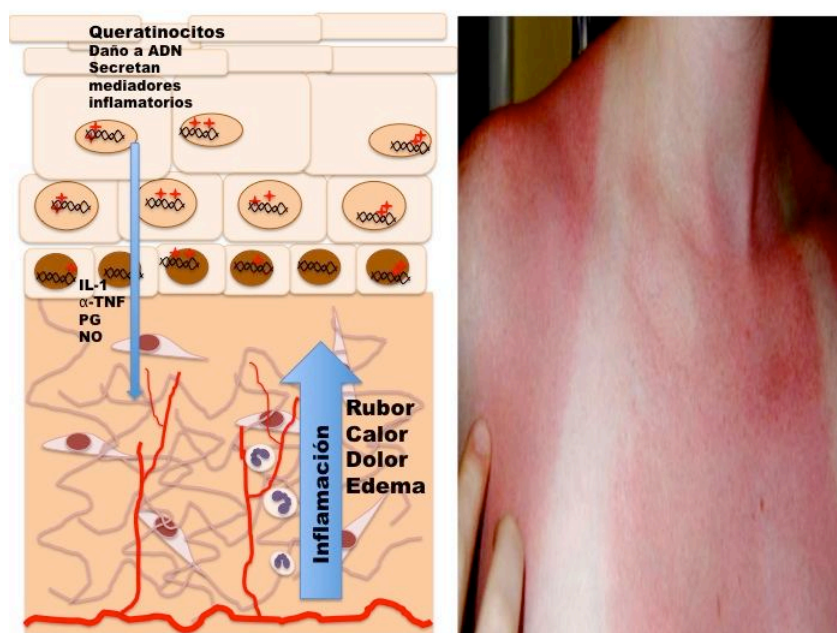 Queratinocitos
Daño a ADN
Secretan
mediadores
inflamatorios
IL-1
α-TNF
PG
NO
Inflamación
Rubor
Calor
Dolor
Edema